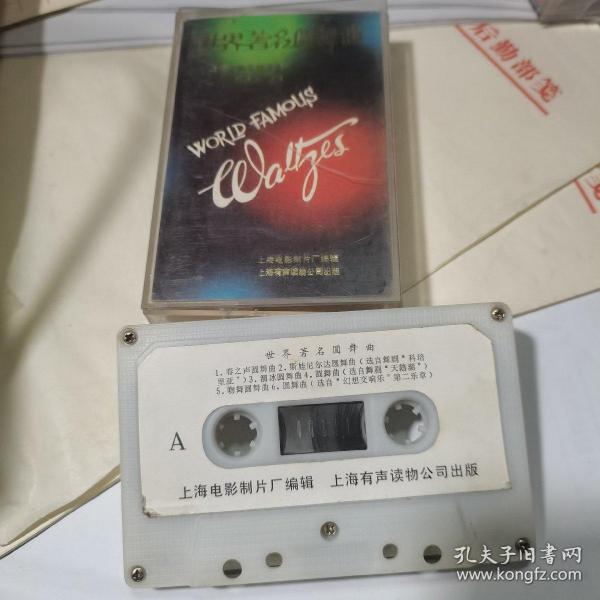 世界著名圆舞曲
WORLD FAMOUS
Waltzes
上海电影制片厂编辑
上海有声读物公司出版
后勤部笺
世界著名圆舞曲
1、春之声圆舞曲2、斯娃尼尔达圆舞曲（选自舞剧“科培
里亚”）3、溜冰圆舞曲4、圆舞曲（选自舞剧“天鹅湖”）
5、吻舞圆舞曲6、圆舞曲（选自“幻想交响乐”第二乐章）
A
上海电影制片厂编辑 上海有声读物公司出版
孔夫子旧书网
www.kongfz.com